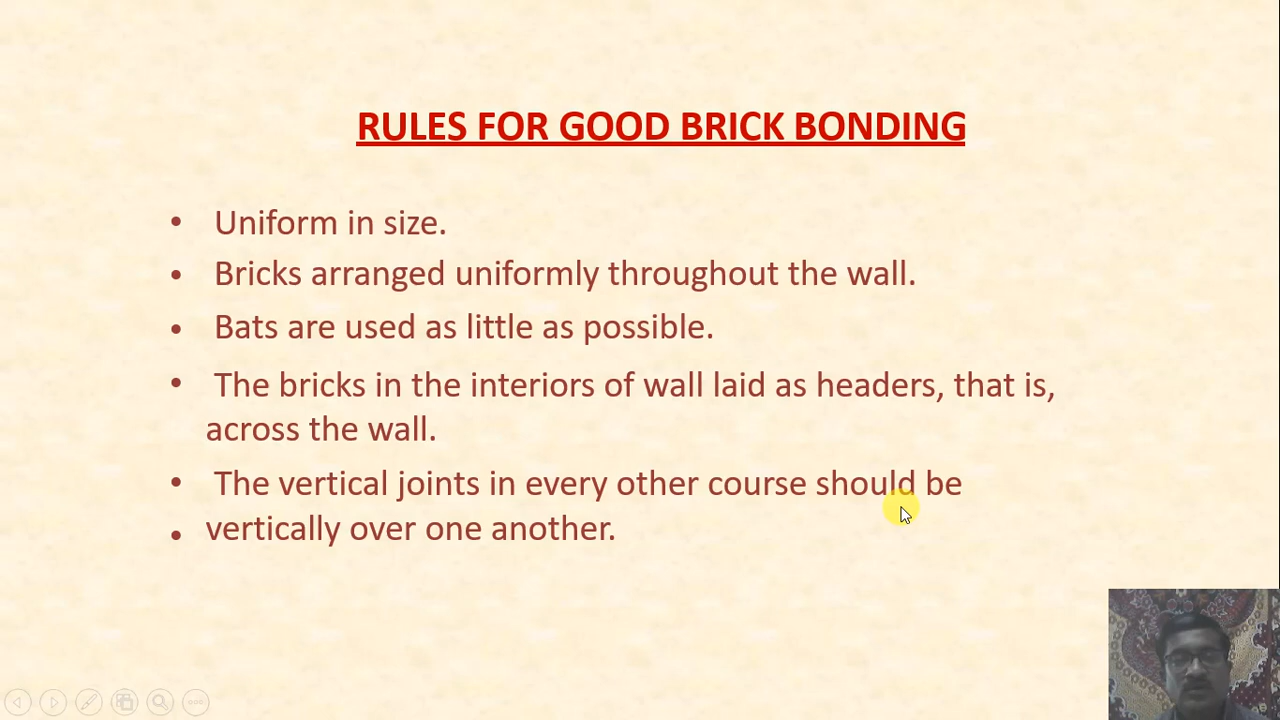 RULES FOR GOOD BRICK BONDING
• Uniform in size.
• Bricks arranged uniformly throughout the wall.
• Bats are used as little as possible.
• The bricks in the interiors of wall laid as headers, that is,
across the wall.
• The vertical joints in every other course should be
• vertically over one another.